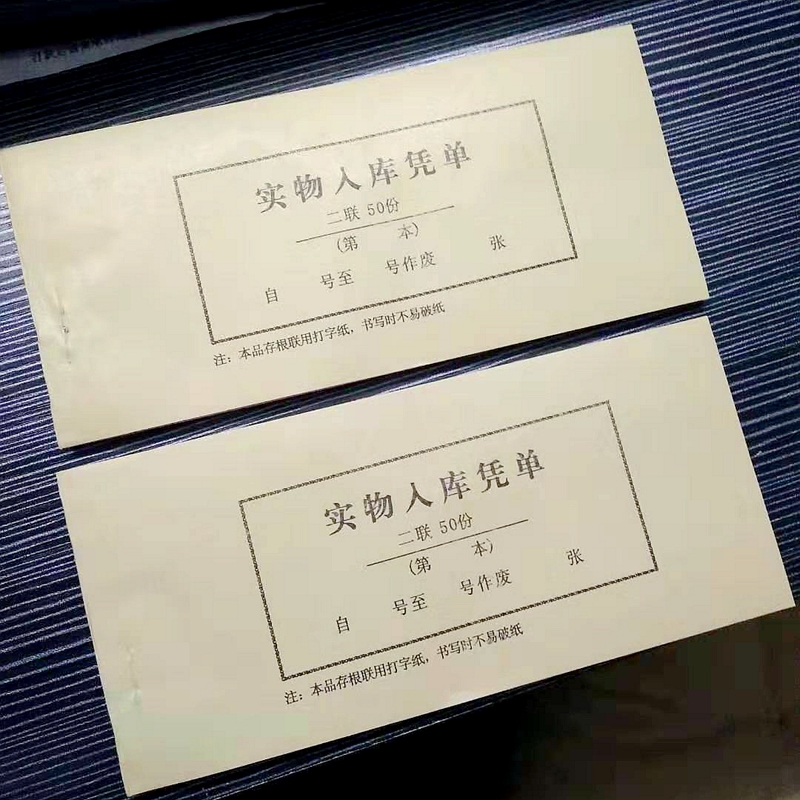 实物入库凭单
二联 50份
(第 本)
自 号至 号作废 张
注：本品存根联用打字纸，书写时不易破纸
实物入库凭单
二联 50份
(第 本)
自 号至 号作废 张
注：本品存根联用打字纸，书写时不易破纸